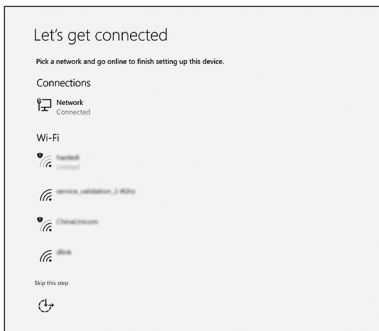 Let's get connected
Pick a network and go online to finish setting up this device.
Connections
Network
Connected
Wi-Fi
service_validation_2.4Ghz
ChinaUnicom
dlink
Skip this step